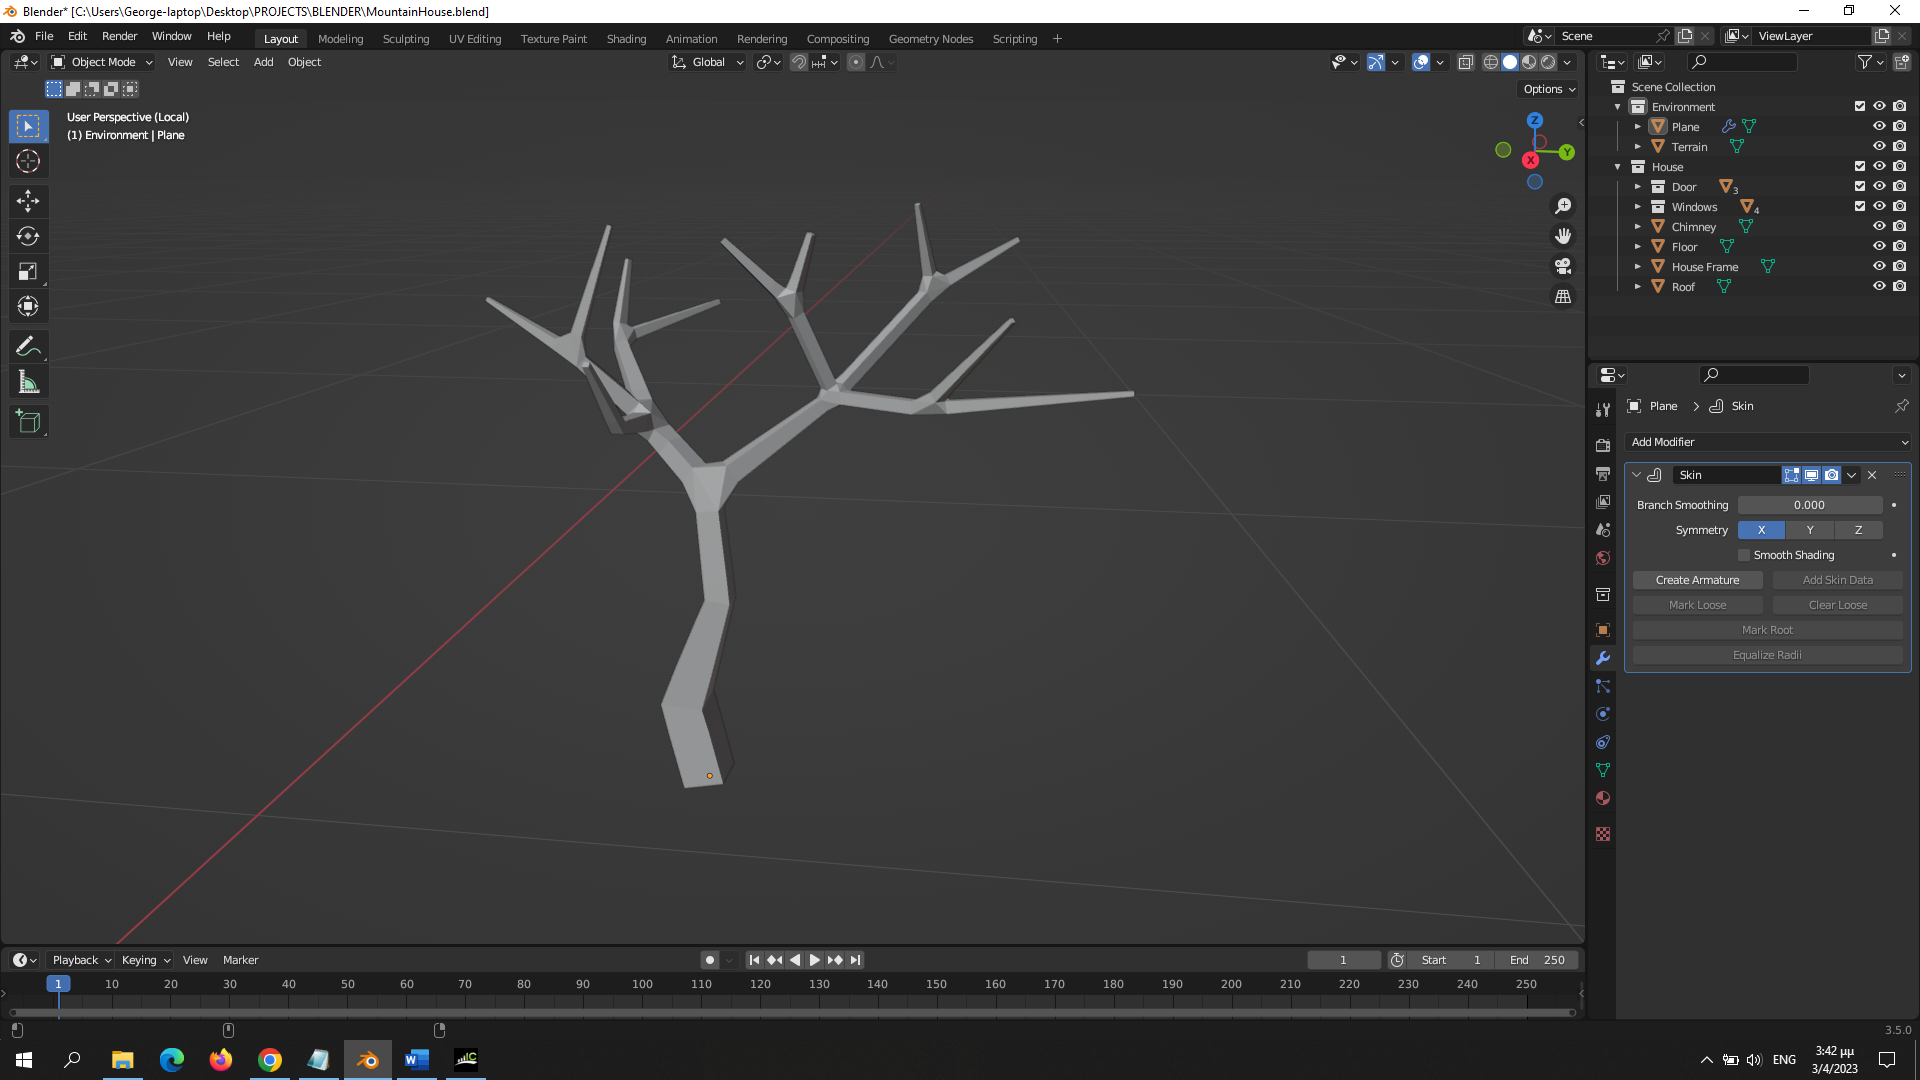 Blender* [C:\Users\George-laptop\Desktop\PROJECTS\BLENDER\MountainHouse.blend]
File Edit Render Window Help Layout Modeling Sculpting UV Editing Texture Paint Shading Animation Rendering Compositing Geometry Nodes Scripting + Scene ViewLayer
Object Mode View Select Add Object Global
Options
User Perspective (Local)
(1) Environment | Plane
Z
Y
X
Scene Collection
Environment
Plane
Terrain
House
Door 3
Windows 4
Chimney
Floor
House Frame
Roof
Plane > Skin
Add Modifier
Skin
Branch Smoothing 0.000
Symmetry X Y Z
Smooth Shading
Create Armature Add Skin Data
Mark Loose Clear Loose
Mark Root
Equalize Radii
Playback Keying View Marker 1 Start 1 End 250
1 10 20 30 40 50 60 70 80 90 100 110 120 130 140 150 160 170 180 190 200 210 220 230 240 250
3.5.0
ENG
3:42 μμ
3/4/2023